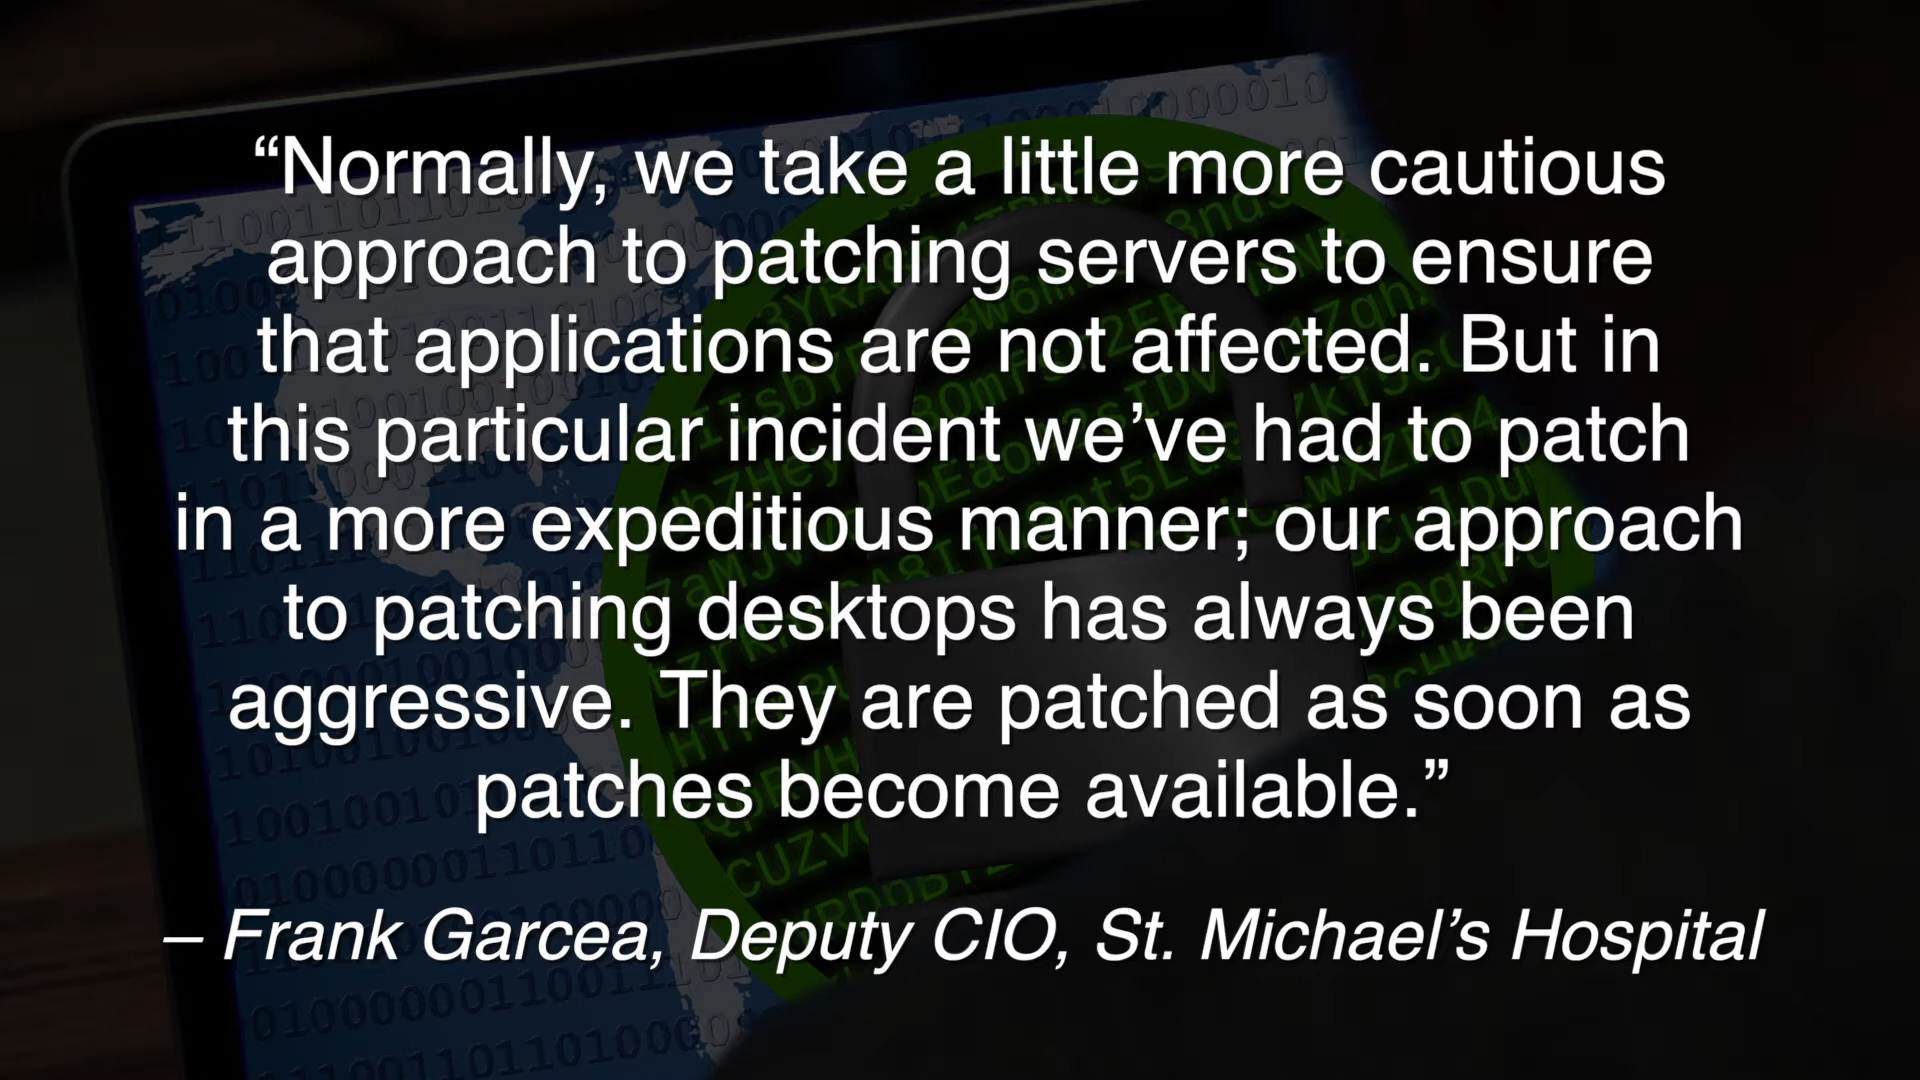 “Normally, we take a little more cautious
approach to patching servers to ensure
that applications are not affected. But in
this particular incident we’ve had to patch
in a more expeditious manner; our approach
to patching desktops has always been
aggressive. They are patched as soon as
patches become available.”
– Frank Garcea, Deputy CIO, St. Michael’s Hospital